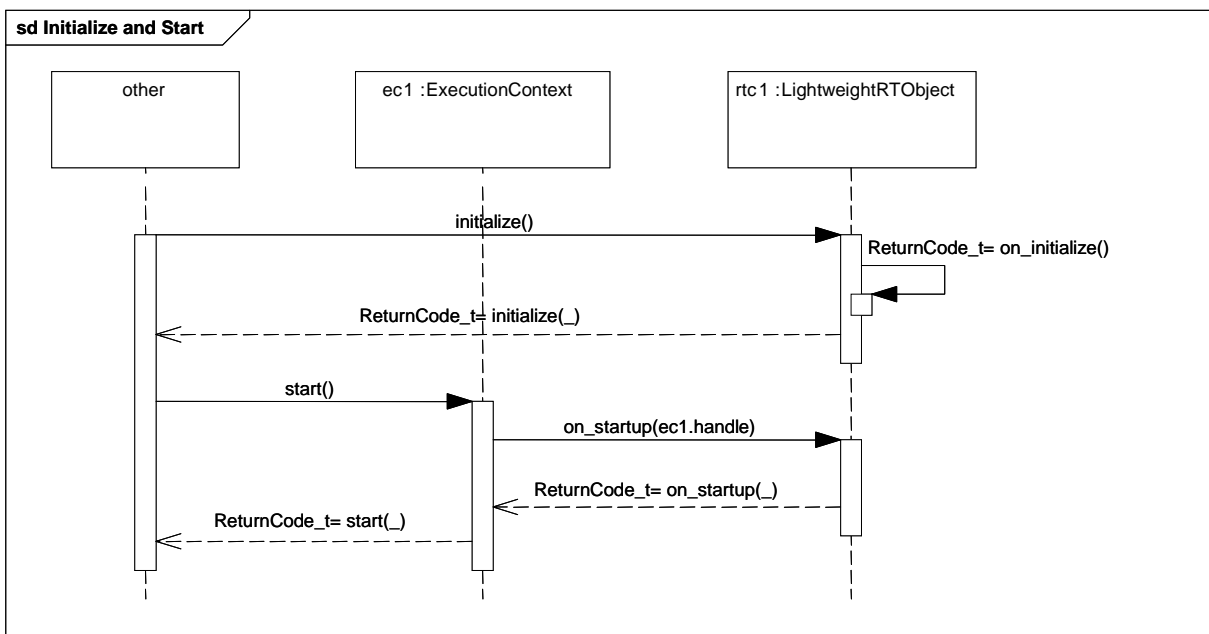 sd Initialize and Start
other
ec1 :ExecutionContext
rtc1 :LightweightRTObject
initialize()
ReturnCode_t= on_initialize()
ReturnCode_t= initialize(_)
start()
on_startup(ec1.handle)
ReturnCode_t= on_startup(_)
ReturnCode_t= start(_)